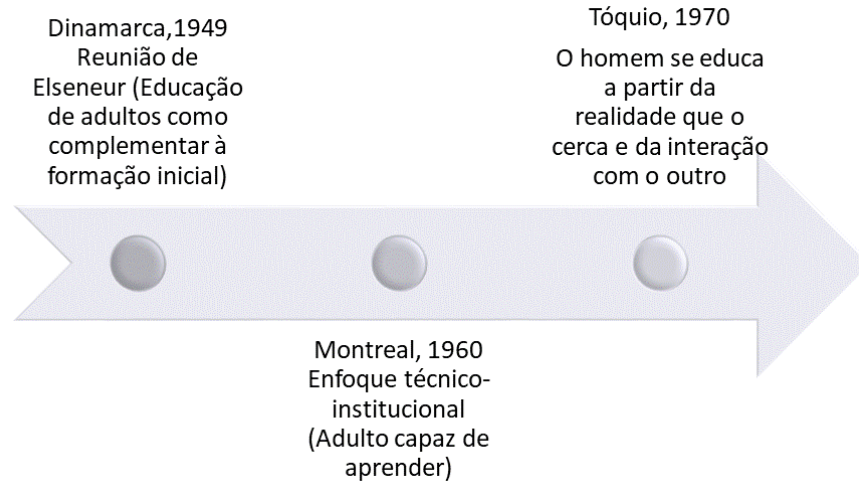 Dinamarca,1949
Reunião de
Elseneur (Educação
de adultos como
complementar à
formação inicial)
Montreal, 1960
Enfoque técnico-
institucional
(Adulto capaz de
aprender)
Tóquio, 1970
O homem se educa
a partir da
realidade que o
cerca e da interação
com o outro